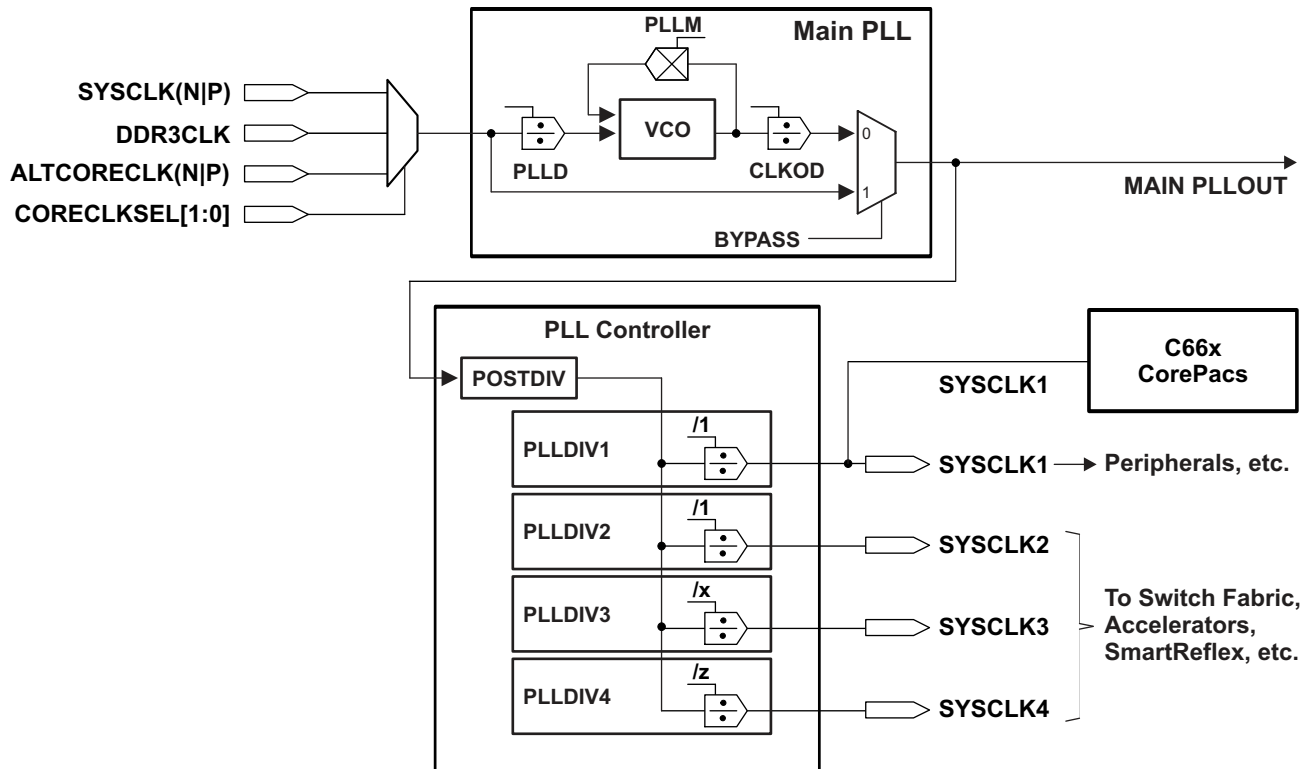 PLLM
Main PLL
SYSCLK(N|P)
DDR3CLK
ALTCORECLK(N|P)
CORECLKSEL[1:0]
VCO
PLLD
CLKOD
0
1
BYPASS
MAIN PLLOUT
PLL Controller
POSTDIV
C66x
CorePacs
SYSCLK1
PLLDIV1
/1
SYSCLK1
Peripherals, etc.
PLLDIV2
/1
SYSCLK2
PLLDIV3
/x
SYSCLK3
To Switch Fabric,
Accelerators,
SmartReflex, etc.
PLLDIV4
/z
SYSCLK4